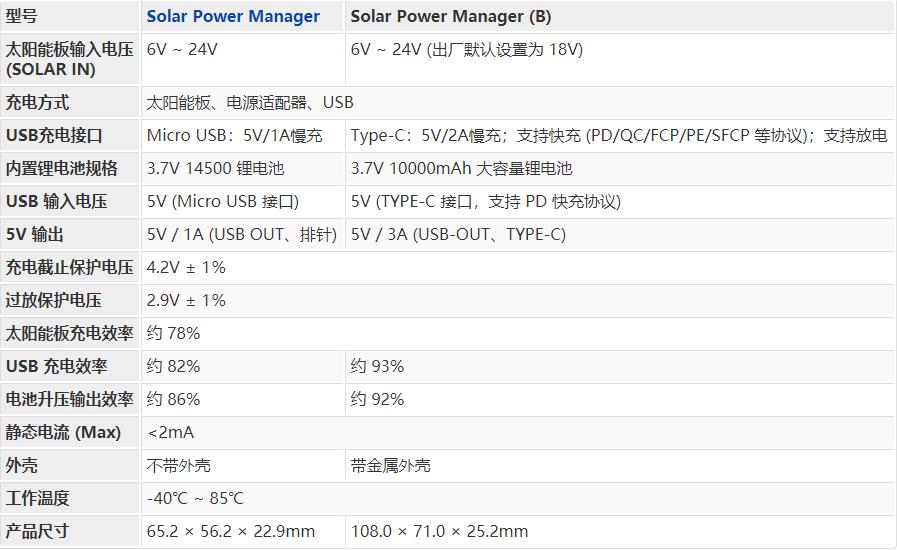 型号 Solar Power Manager Solar Power Manager (B)
太阳能板输入电压 6V ~ 24V 6V ~ 24V (出厂默认设置为 18V)
(SOLAR IN)
充电方式 太阳能板、电源适配器、USB
USB充电接口 Micro USB：5V/1A慢充 Type-C：5V/2A慢充；支持快充 (PD/QC/FCP/PE/SFCP 等协议)；支持放电
内置锂电池规格 3.7V 14500 锂电池 3.7V 10000mAh 大容量锂电池
USB 输入电压 5V (Micro USB 接口) 5V (TYPE-C 接口，支持 PD 快充协议)
5V 输出 5V / 1A (USB OUT、排针) 5V / 3A (USB-OUT、TYPE-C)
充电截止保护电压 4.2V ± 1%
过放保护电压 2.9V ± 1%
太阳能板充电效率 约 78%
USB 充电效率 约 82% 约 93%
电池升压输出效率 约 86% 约 92%
静态电流 (Max) <2mA
外壳 不带外壳 带金属外壳
工作温度 -40℃ ~ 85℃
产品尺寸 65.2 × 56.2 × 22.9mm 108.0 × 71.0 × 25.2mm